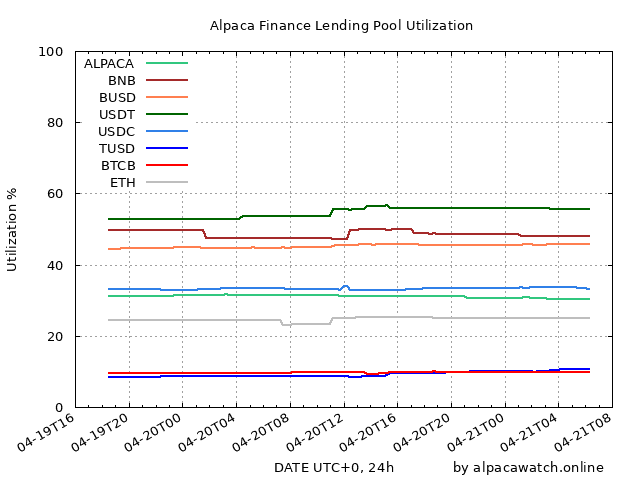 Alpaca Finance Lending Pool Utilization
100
80
60
40
20
0
Utilization %
ALPACA
BNB
BUSD
USDT
USDC
TUSD
BTCB
ETH
04-19T16
04-19T20
04-20T00
04-20T04
04-20T08
04-20T12
04-20T16
04-20T20
04-21T00
04-21T04
04-21T08
DATE UTC+0, 24h
by alpacawatch.online